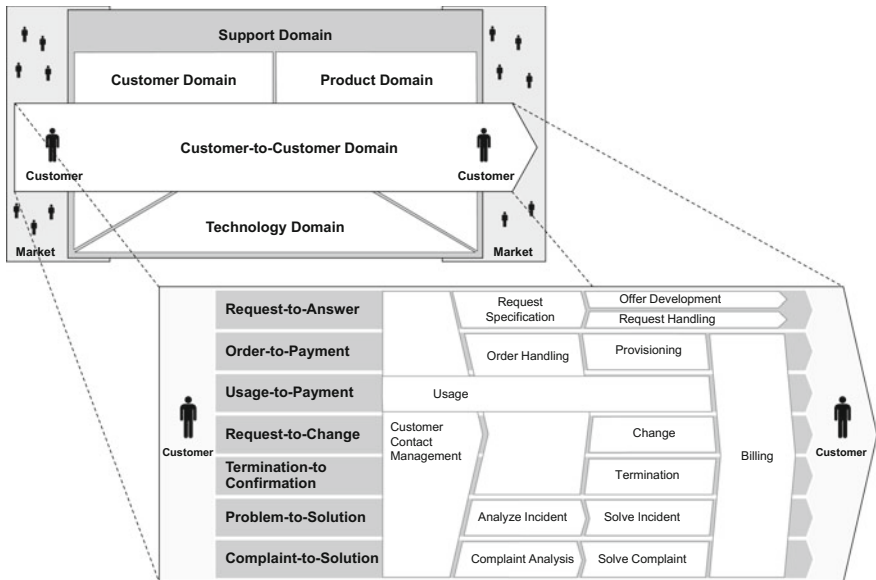 Support Domain
Customer Domain
Product Domain
Customer-to-Customer Domain
Customer
Customer
Technology Domain
Market
Market
Request-to-Answer
Request
Specification
Offer Development
Request Handling
Order-to-Payment
Order Handling
Provisioning
Usage-to-Payment
Usage
Customer
Request-to-Change
Customer
Contact
Management
Change
Billing
Customer
Termination-to
Confirmation
Termination
Problem-to-Solution
Analyze Incident
Solve Incident
Complaint-to-Solution
Complaint Analysis
Solve Complaint